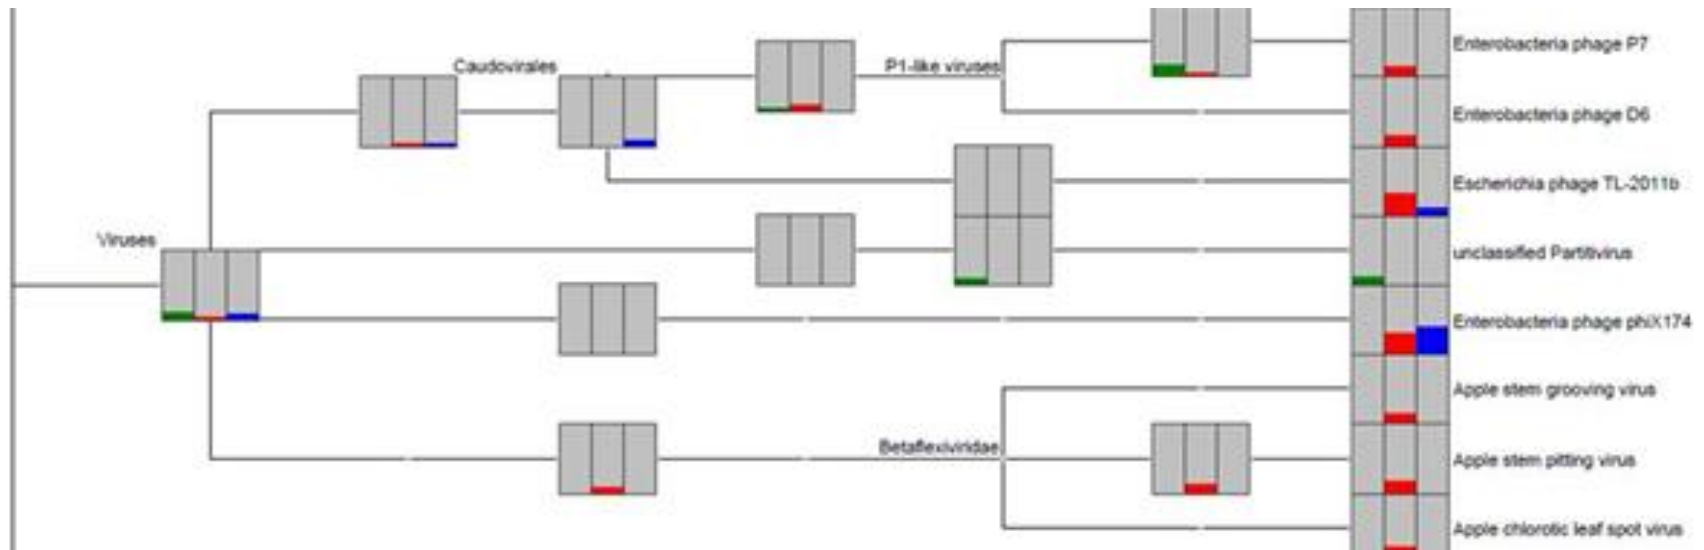 Enterobacteria phage P7
Caudovirales
P1-like viruses
Enterobacteria phage D6
Escherichia phage TL-2011b
Viruses
unclassified Partitivirus
Enterobacteria phage phiX174
Apple stem grooving virus
Betaflexiviridae
Apple stem pitting virus
Apple chlorotic leaf spot virus